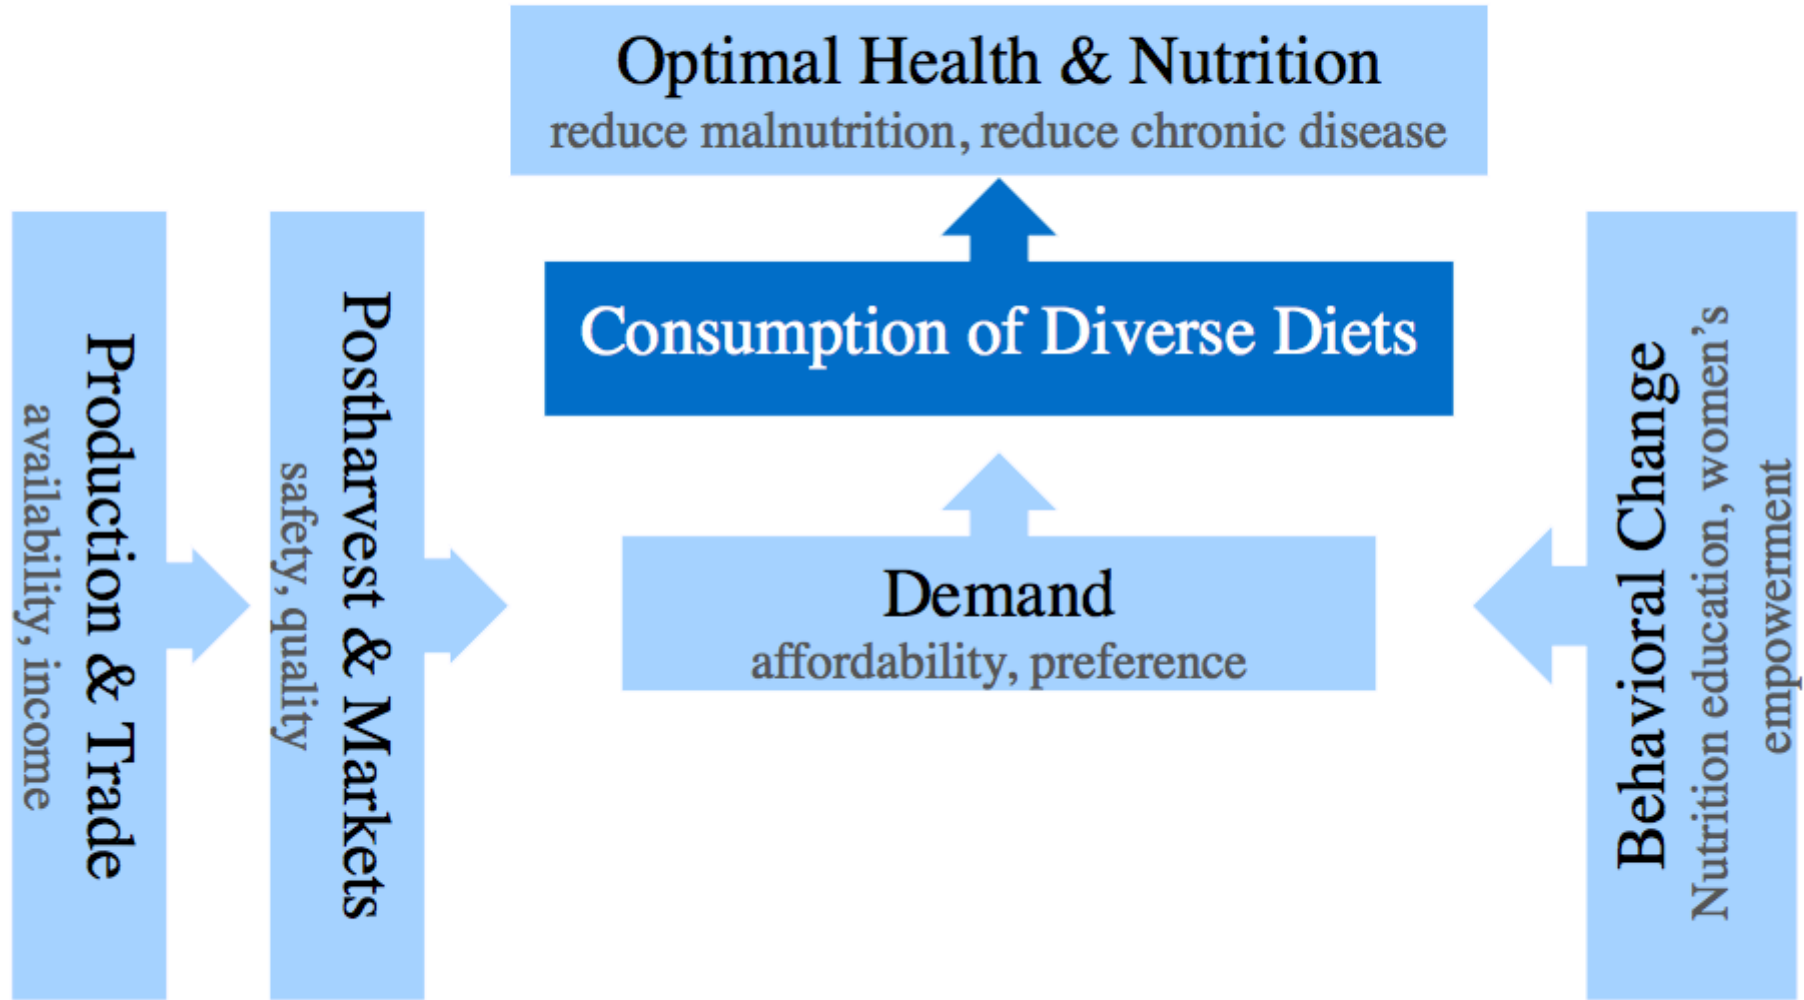 Optimal Health & Nutrition
reduce malnutrition, reduce chronic disease
Production & Trade
availability, income
Postharvest & Markets
safety, quality
Consumption of Diverse Diets
Demand
affordability, preference
Behavioral Change
Nutrition education, women’s
empowerment